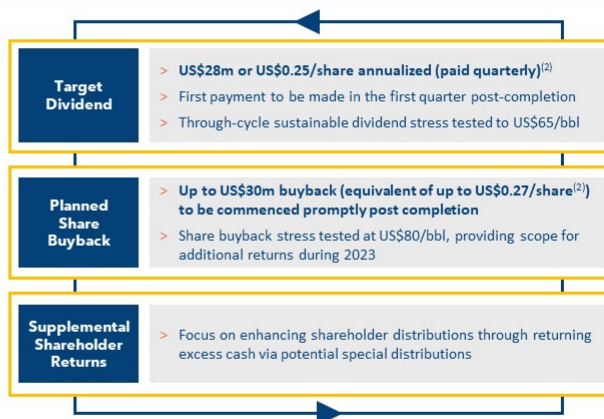 Target
Dividend
> US$28m or US$0.25/share annualized (paid quarterly)(2)
> First payment to be made in the first quarter post-completion
> Through-cycle sustainable dividend stress tested to US$65/bbl
Planned
Share
Buyback
> Up to US$30m buyback (equivalent of up to US$0.27/share(2))
to be commenced promptly post completion
> Share buyback stress tested at US$80/bbl, providing scope for
additional returns during 2023
Supplemental
Shareholder
Returns
> Focus on enhancing shareholder distributions through returning
excess cash via potential special distributions